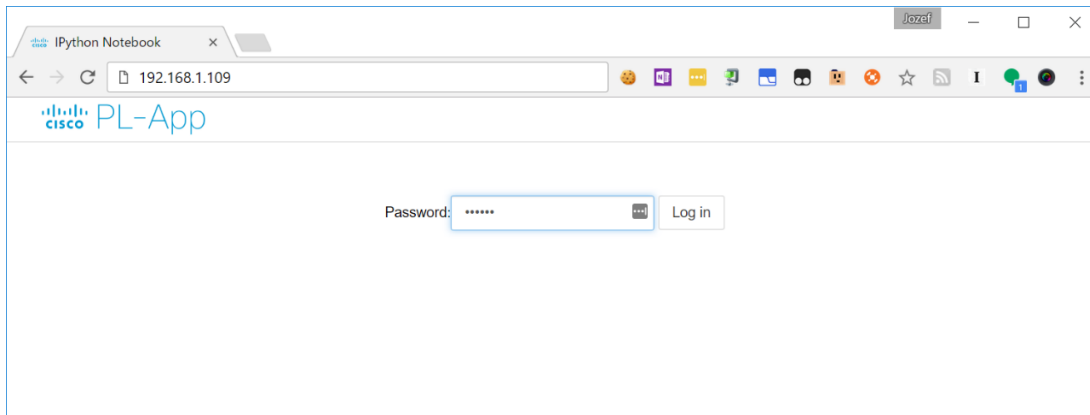 Jozef
IPython Notebook
192.168.1.109
1
cisco PL-App
Password: ••••••
Log in